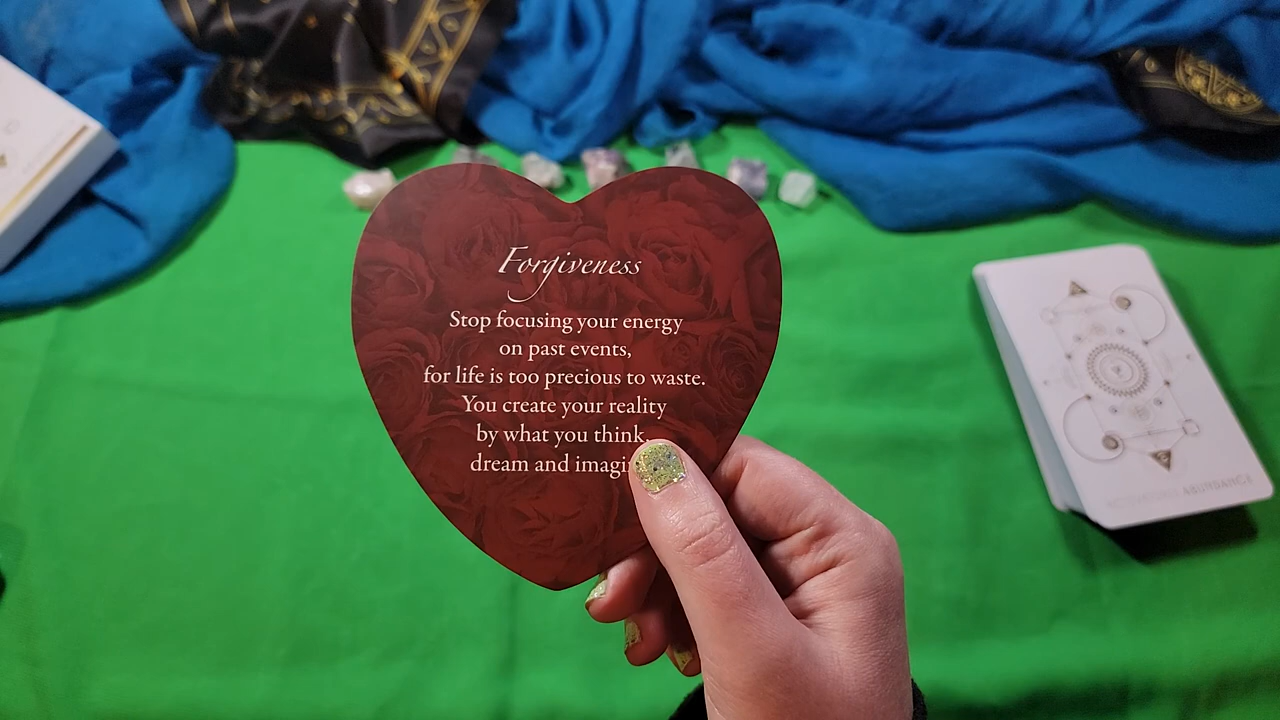 Forgiveness
Stop focusing your energy
on past events,
for life is too precious to waste.
You create your reality
by what you think,
dream and
ABUNDANCE